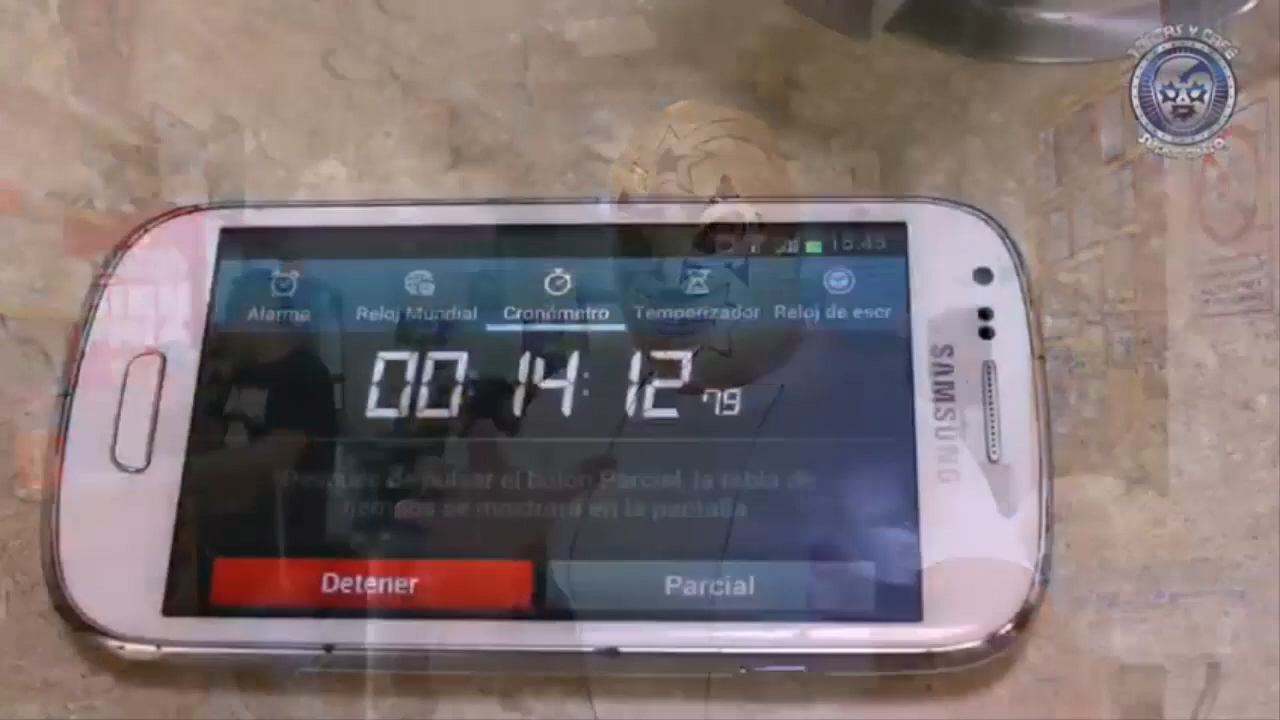 15:45
Alarma
Reloj Mundial
Cronómetro
Temporizador
Reloj de escr
00:14:12 79
Después de pulsar el botón Parcial, la tabla de
tiempos se mostrará en la pantalla
Detener
Parcial
SAMSUNG